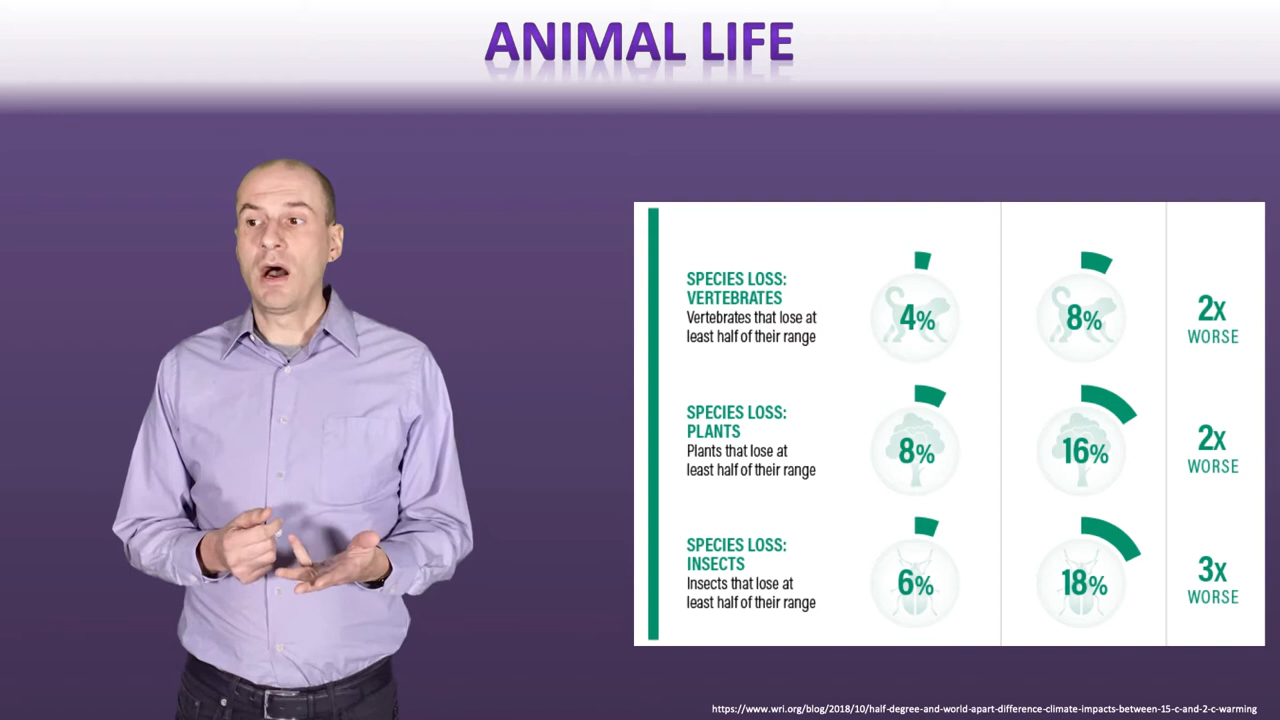 ANIMAL LIFE
SPECIES LOSS:
VERTEBRATES
Vertebrates that lose at
least half of their range
4%
8%
2x
WORSE
SPECIES LOSS:
PLANTS
Plants that lose at
least half of their range
8%
16%
2x
WORSE
SPECIES LOSS:
INSECTS
Insects that lose at
least half of their range
6%
18%
3x
WORSE
https://www.wri.org/blog/2018/10/half-degree-and-world-apart-difference-climate-impacts-between-15-c-and-2-c-warming